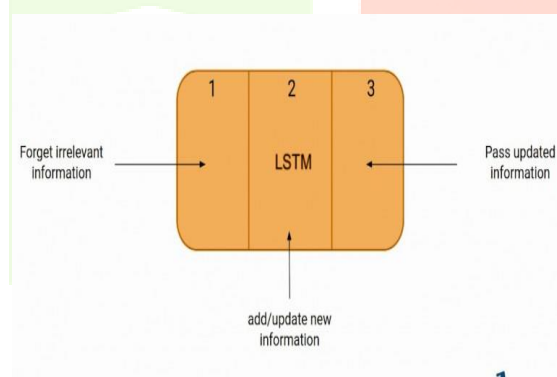 1
2
3
Forget irrelevant
information
LSTM
Pass updated
information
add/update new
information